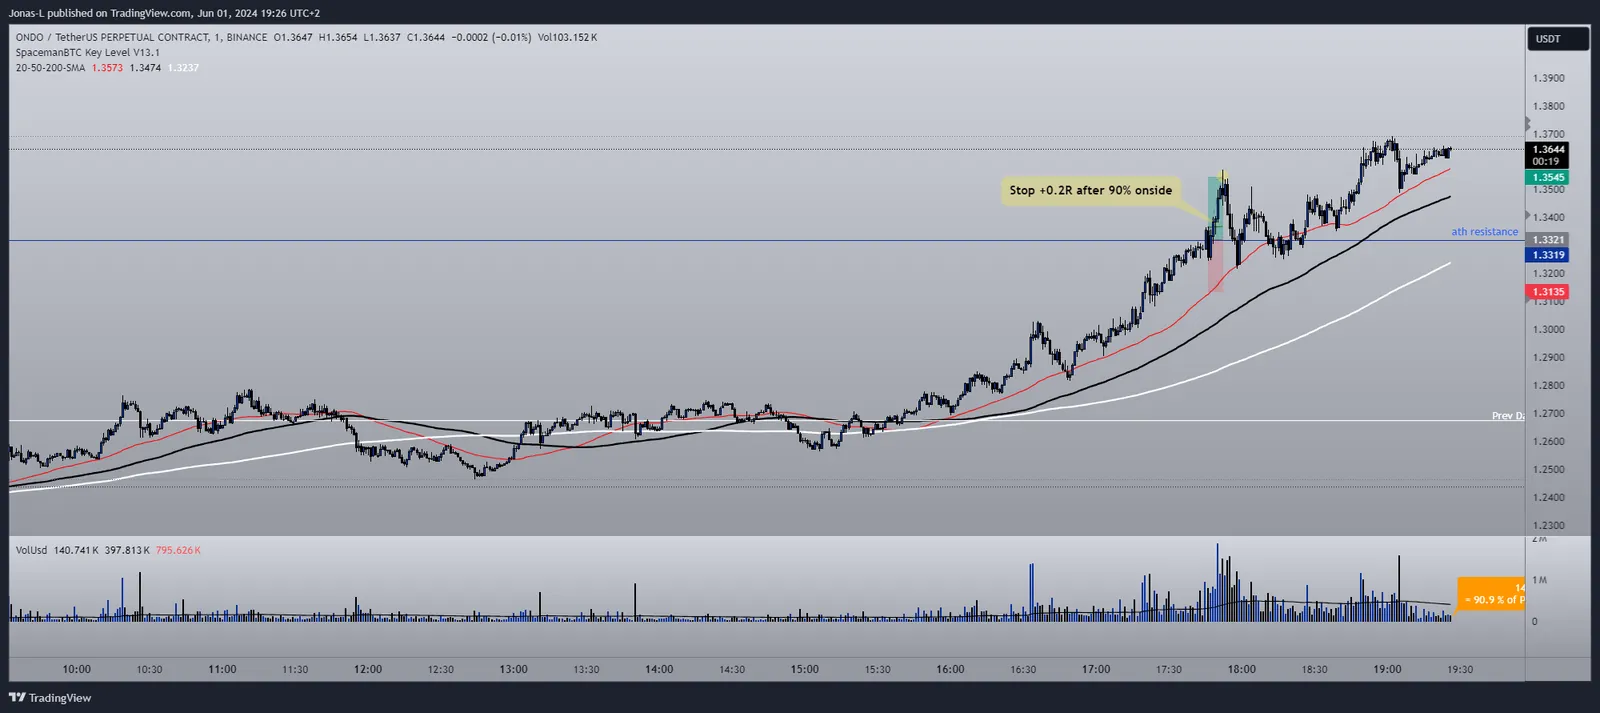 Jonas-L published on TradingView.com, Jun 01, 2024 19:26 UTC+2
ONDO / TetherUS PERPETUAL CONTRACT, 1, BINANCE O1.3647 H1.3654 L1.3637 C1.3644 −0.0002 (−0.01%) Vol103.152 K
SpacemanBTC Key Level V13.1
20-50-200-SMA 1.3573 1.3474 1.3237
USDT
1.3900
1.3800
1.3700
1.3644
00:19
1.3545
1.3500
Stop +0.2R after 90% onside
1.3400
ath resistance
1.3321
1.3319
1.3200
1.3135
1.3100
1.3000
1.2900
1.2800
1.2700
Prev Da
1.2600
1.2500
1.2400
1.2300
VolUsd 140.741 K 397.813 K 795.626 K
2 M
1 M
14
= 90.9 % of P
0
10:00 10:30 11:00 11:30 12:00 12:30 13:00 13:30 14:00 14:30 15:00 15:30 16:00 16:30 17:00 17:30 18:00 18:30 19:00 19:30
TradingView